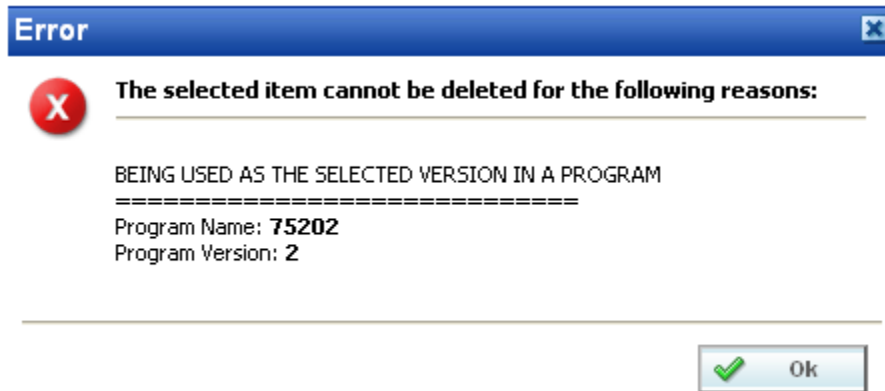 Error
The selected item cannot be deleted for the following reasons:
BEING USED AS THE SELECTED VERSION IN A PROGRAM
=============================
Program Name: 75202
Program Version: 2
Ok